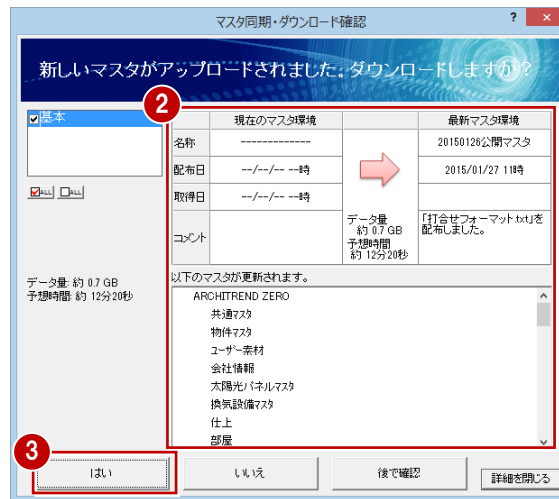 マスタ同期・ダウンロード確認
? ×
新しいマスタがアップロードされました。ダウンロードしますか?
2
基本
ALL ALL
データ量: 約 0.7 GB
予想時間: 約 12分20秒
現在のマスタ環境
最新マスタ環境
名称
-------------
20150126公開マスタ
配布日
--/--/-- --時
2015/01/27 11時
取得日
--/--/-- --時
コメント
データ量
約 0.7 GB
予想時間
約 12分20秒
「打合せフォーマット.txt」を
配布しました。
以下のマスタが更新されます。
ARCHITREND ZERO
共通マスタ
物件マスタ
ユーザー素材
会社情報
太陽光パネルマスタ
換気設備マスタ
仕上
部屋
3
はい
いいえ
後で確認
詳細を閉じる